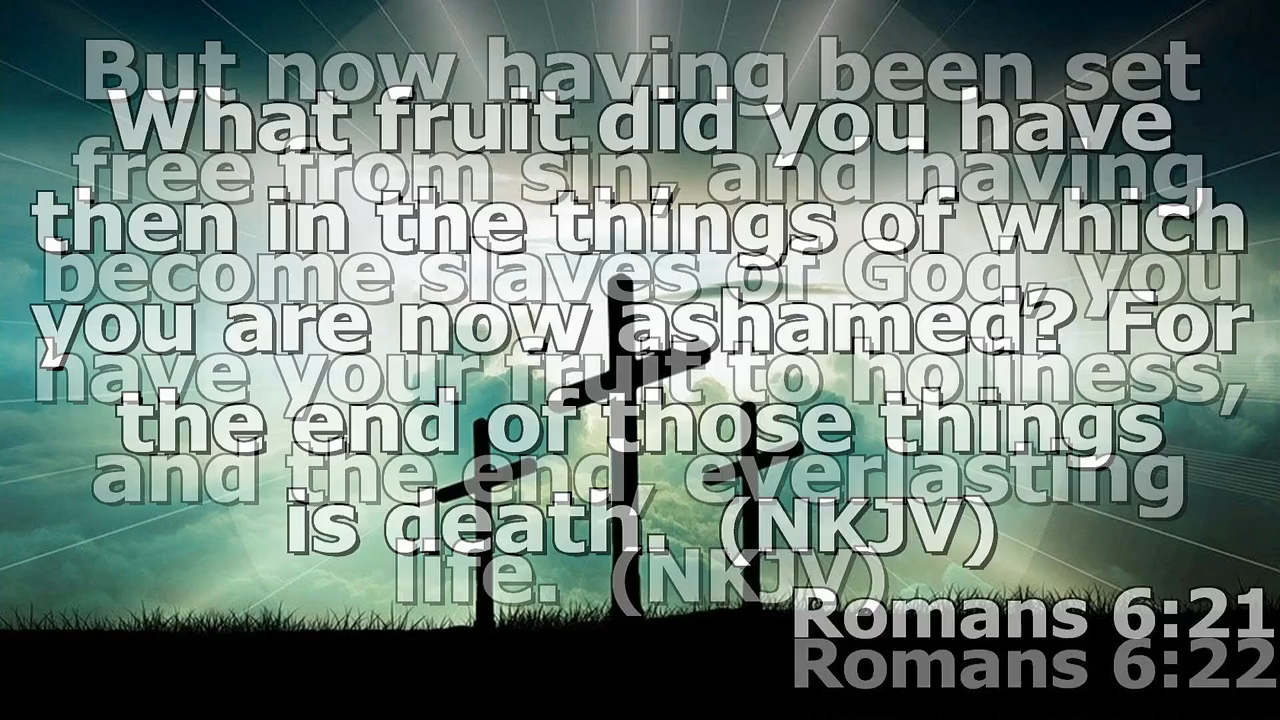 What fruit did you have
then in the things of which
you are now ashamed? For
the end of those things
is death. (NKJV)
Romans 6:21
But now having been set
free from sin, and having
become slaves of God, you
have your fruit to holiness,
and the end, everlasting
life. (NKJV)
Romans 6:22